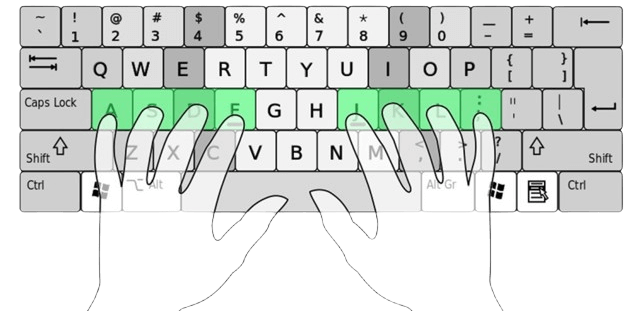 ~ ! @ # $ % ^ & * ( ) — +
` 1 2 3 4 5 6 7 8 9 0 - =
Q W E R T Y U I O P { }
[ ]
Caps Lock A S D F G H J K L : " |
; ' \
Shift Z X C V B N M < > ? Shift
, . /
Ctrl Alt Alt Gr Ctrl